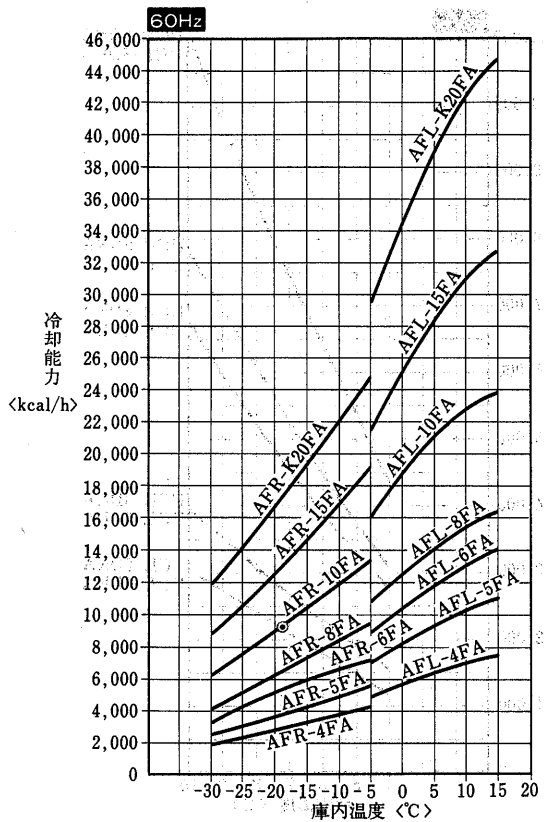 60Hz
46,000
44,000
42,000
40,000
38,000
36,000
34,000
32,000
30,000
28,000
26,000
24,000
22,000
20,000
18,000
16,000
14,000
12,000
10,000
8,000
6,000
4,000
2,000
0
冷却能力
〈kcal/h〉
AFL-K20FA
AFL-15FA
AFL-10FA
AFL-8FA
AFL-6FA
AFL-5FA
AFL-4FA
AFR-K20FA
AFR-15FA
AFR-10FA
AFR-8FA
AFR-6FA
AFR-5FA
AFR-4FA
-30 -25 -20 -15 -10 -5 0 5 10 15 20
庫内温度〈℃〉